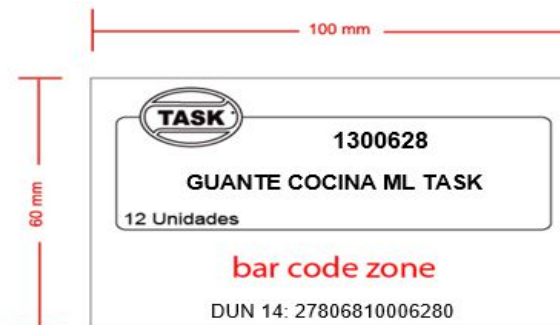 100 mm
60 mm
TASK
1300628
GUANTE COCINA ML TASK
12 Unidades
bar code zone
DUN 14: 27806810006280